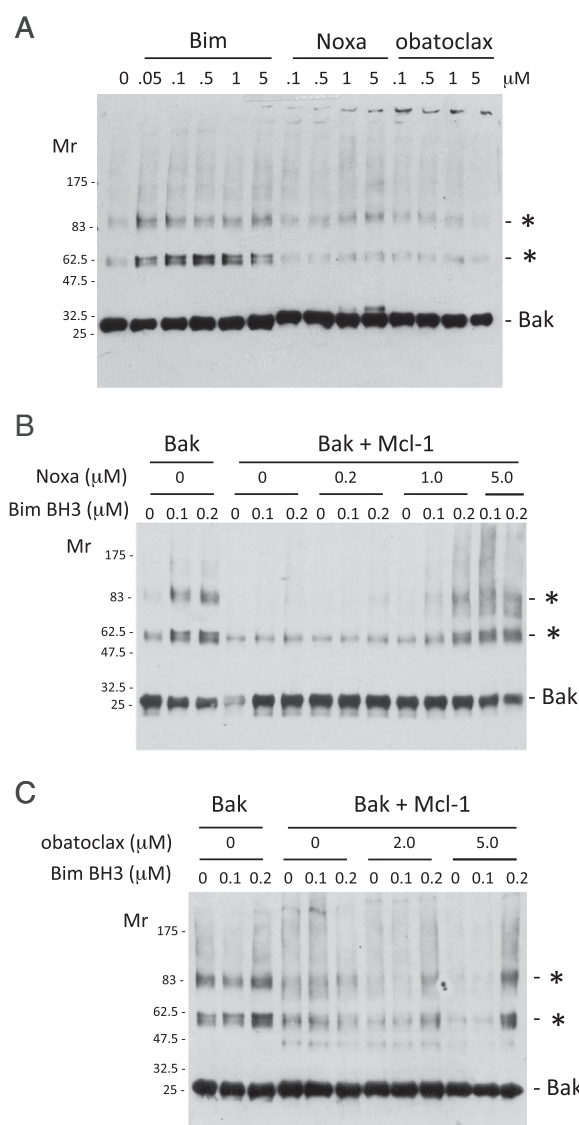 A
Bim Noxa obatoclax
0 .05 .1 .5 1 5 .1 .5 1 5 .1 .5 1 5 μM
Mr
175 -
83 - - *
62.5 - - *
47.5 -
32.5 - - Bak
25 -
B
Bak Bak + Mcl-1
Noxa (μM) 0 0 0.2 1.0 5.0
Bim BH3 (μM) 0 0.1 0.2 0 0.1 0.2 0 0.1 0.2 0 0.1 0.2 0.1 0.2
Mr
175 -
83 - - *
62.5 - - *
47.5 -
32.5 - - Bak
25 -
C
Bak Bak + Mcl-1
obatoclax (μM) 0 0 2.0 5.0
Bim BH3 (μM) 0 0.1 0.2 0 0.1 0.2 0 0.1 0.2 0 0.1 0.2
Mr
175 -
83 - - *
62.5 - - *
47.5 -
32.5 -
25 - - Bak